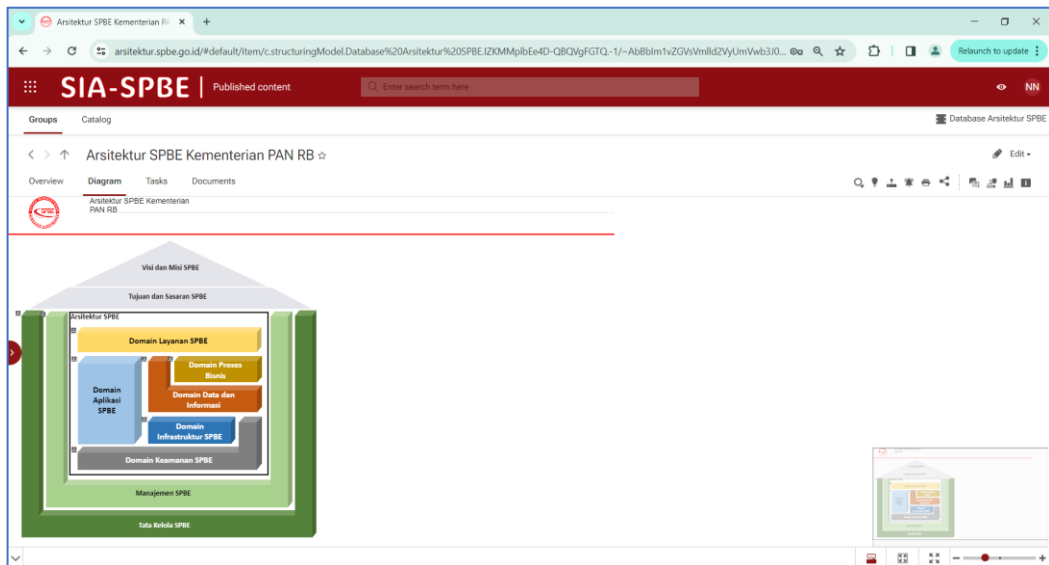 Arsitektur SPBE Kementerian PA
arsitektur.spbe.go.id/#default/item/c.structuringModel.Database%20Arsitektur%20SPBE.IZKMMplbEe4D-QBQVgFGTQ.-1/~AbBblm1vZGVsVmlld2VyUmVwb3J0...
Relaunch to update
SIA-SPBE | Published content
Enter search term here
NN
Groups Catalog
Database Arsitektur SPBE
Arsitektur SPBE Kementerian PAN RB
Edit
Overview Diagram Tasks Documents
Arsitektur SPBE Kementerian
PAN RB
Visi dan Misi SPBE
Tujuan dan Sasaran SPBE
Arsitektur SPBE
Domain Layanan SPBE
Domain Proses
Bisnis
Domain
Aplikasi
SPBE
Domain Data dan
Informasi
Domain
Infrastruktur SPBE
Domain Keamanan SPBE
Manajemen SPBE
Tata Kelola SPBE